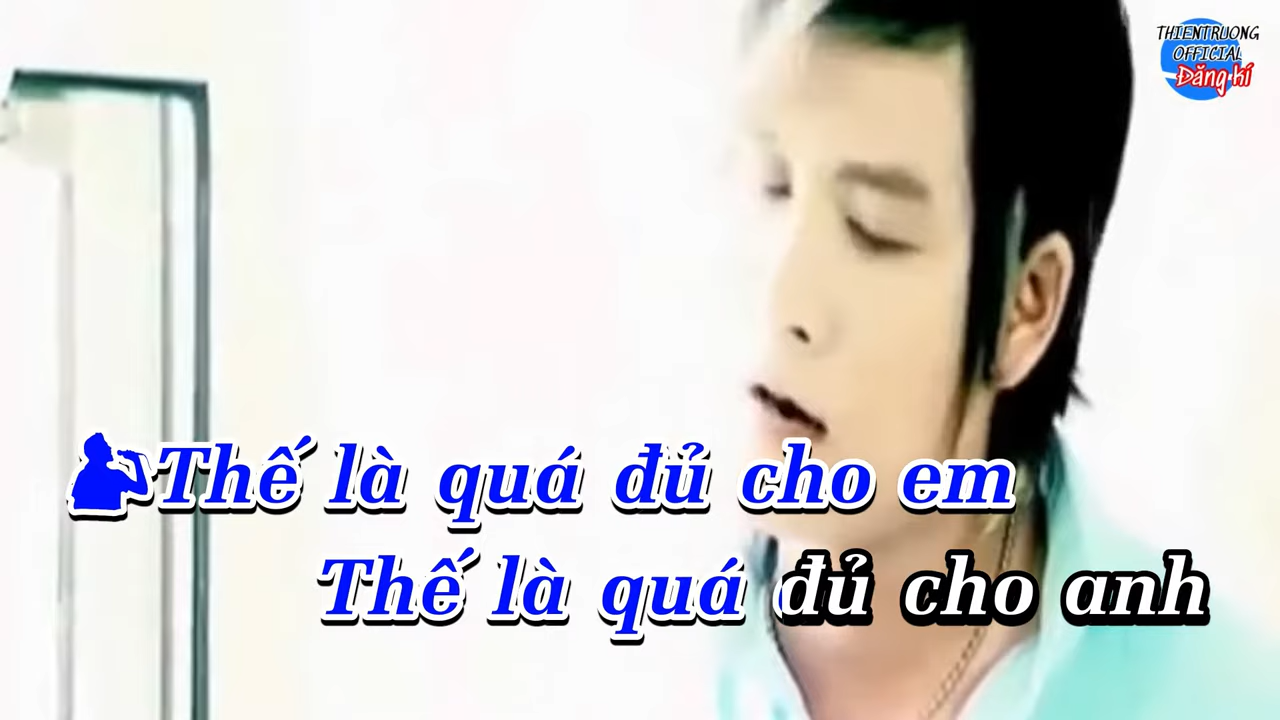 THIENTRUONG
OFFICIAL
Đăng kí
Thế là quá đủ cho em
Thế là quá đủ cho anh